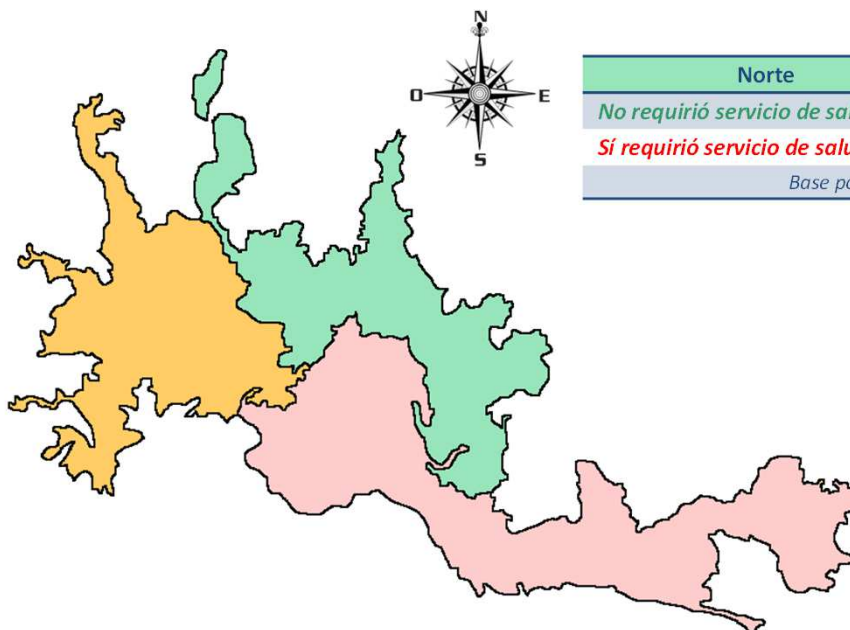 N
O
E
S
Norte
No requirió servicio de
Sí requirió servicio de
Base